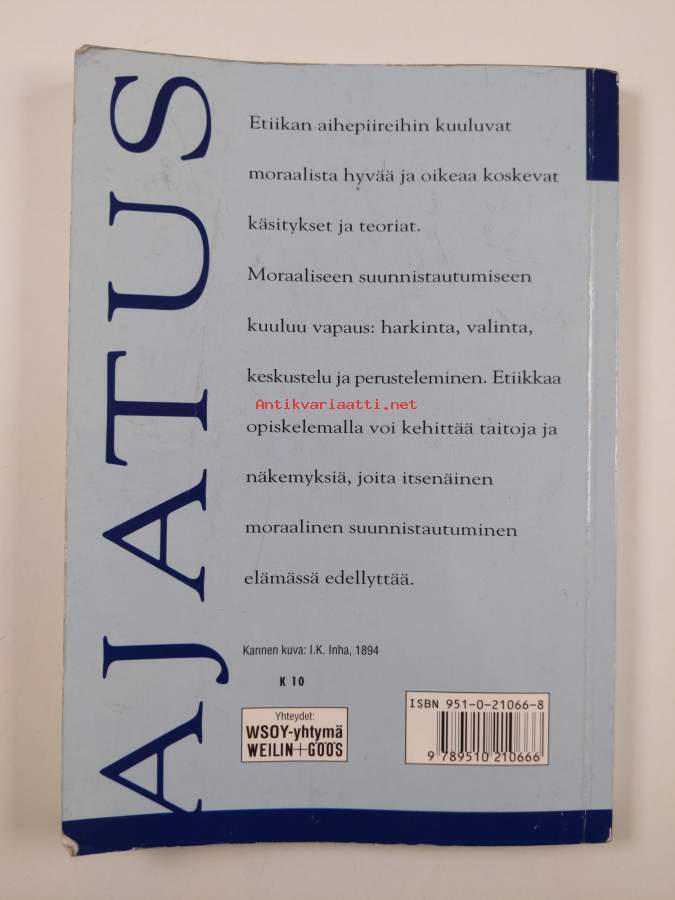 AJATUS
Etiikan aihepiireihin kuuluvat
moraalista hyvää ja oikeaa koskevat
käsitykset ja teoriat.
Moraaliseen suunnistautumiseen
kuuluu vapaus: harkinta, valinta,
keskustelu ja perusteleminen. Etiikkaa
Antikvariaatti.net
opiskelemalla voi kehittää taitoja ja
näkemyksiä, joita itsenäinen
moraalinen suunnistautuminen
elämässä edellyttää.
Kannen kuva: I.K. Inha, 1894
K 10
Yhteydet:
WSOY-yhtymä
WEILIN+GÖÖS
ISBN 951-0-21066-8
9 789510 210666